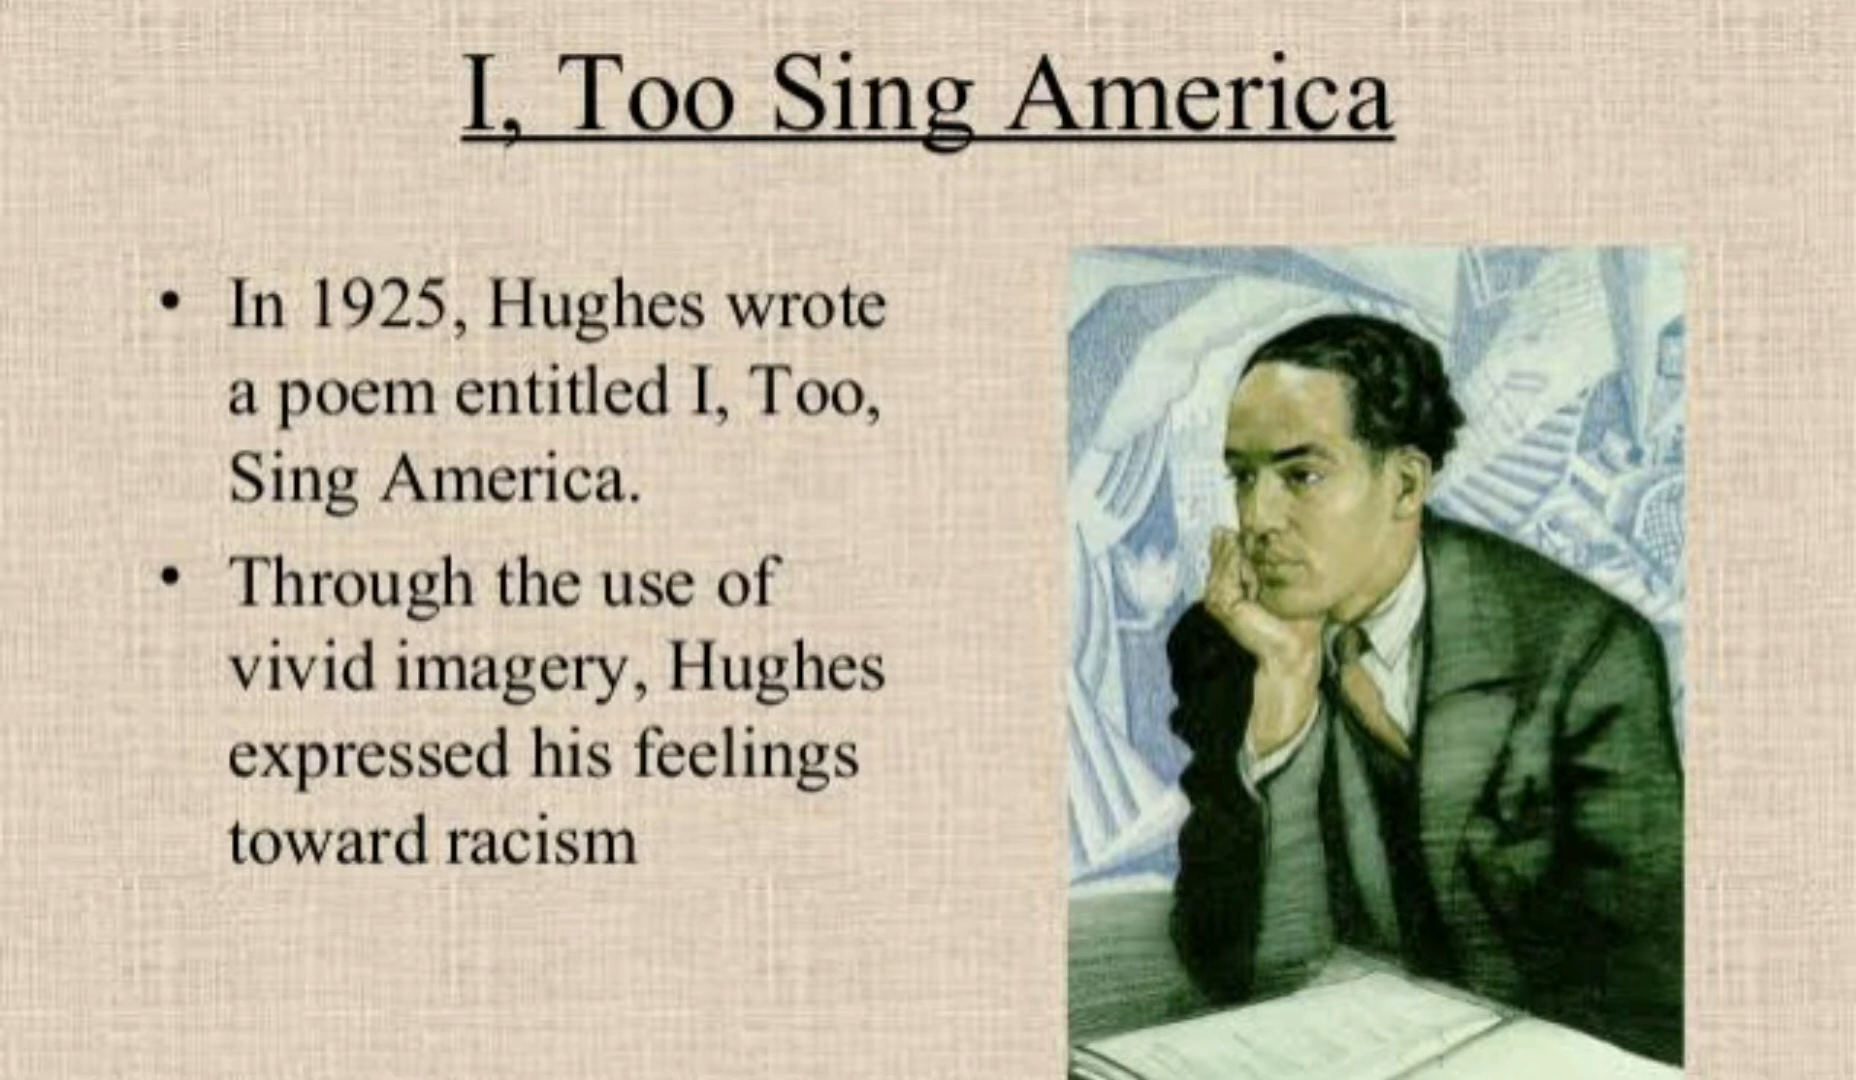 I, Too Sing America
• In 1925, Hughes wrote
a poem entitled I, Too,
Sing America.
• Through the use of
vivid imagery, Hughes
expressed his feelings
toward racism